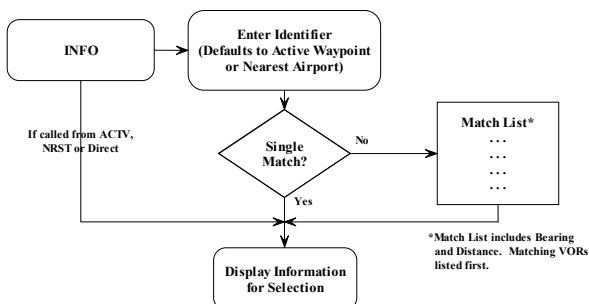 INFO
Enter Identifier
(Defaults to Active Waypoint
or Nearest Airport)
If called from ACTV,
NRST or Direct
Single
Match?
No
Yes
Match List*
. . .
. . .
. . .
. . .
*Match List includes Bearing
and Distance. Matching VORs
listed first.
Display Information
for Selection